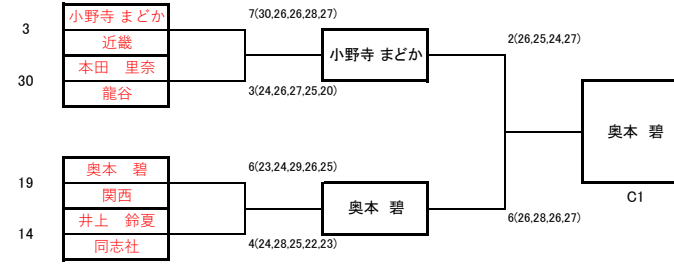 3
小野寺 まどか
近畿
30
本田　里奈
龍谷
7(30,26,26,28,27)
3(24,26,27,25,20)
小野寺 まどか
2(26,25,24,27)
19
奥本　碧
関西
14
井上　鈴夏
同志社
6(23,24,29,26,25)
4(24,28,25,22,23)
奥本　碧
6(26,28,26,27)
奥本　碧
C1